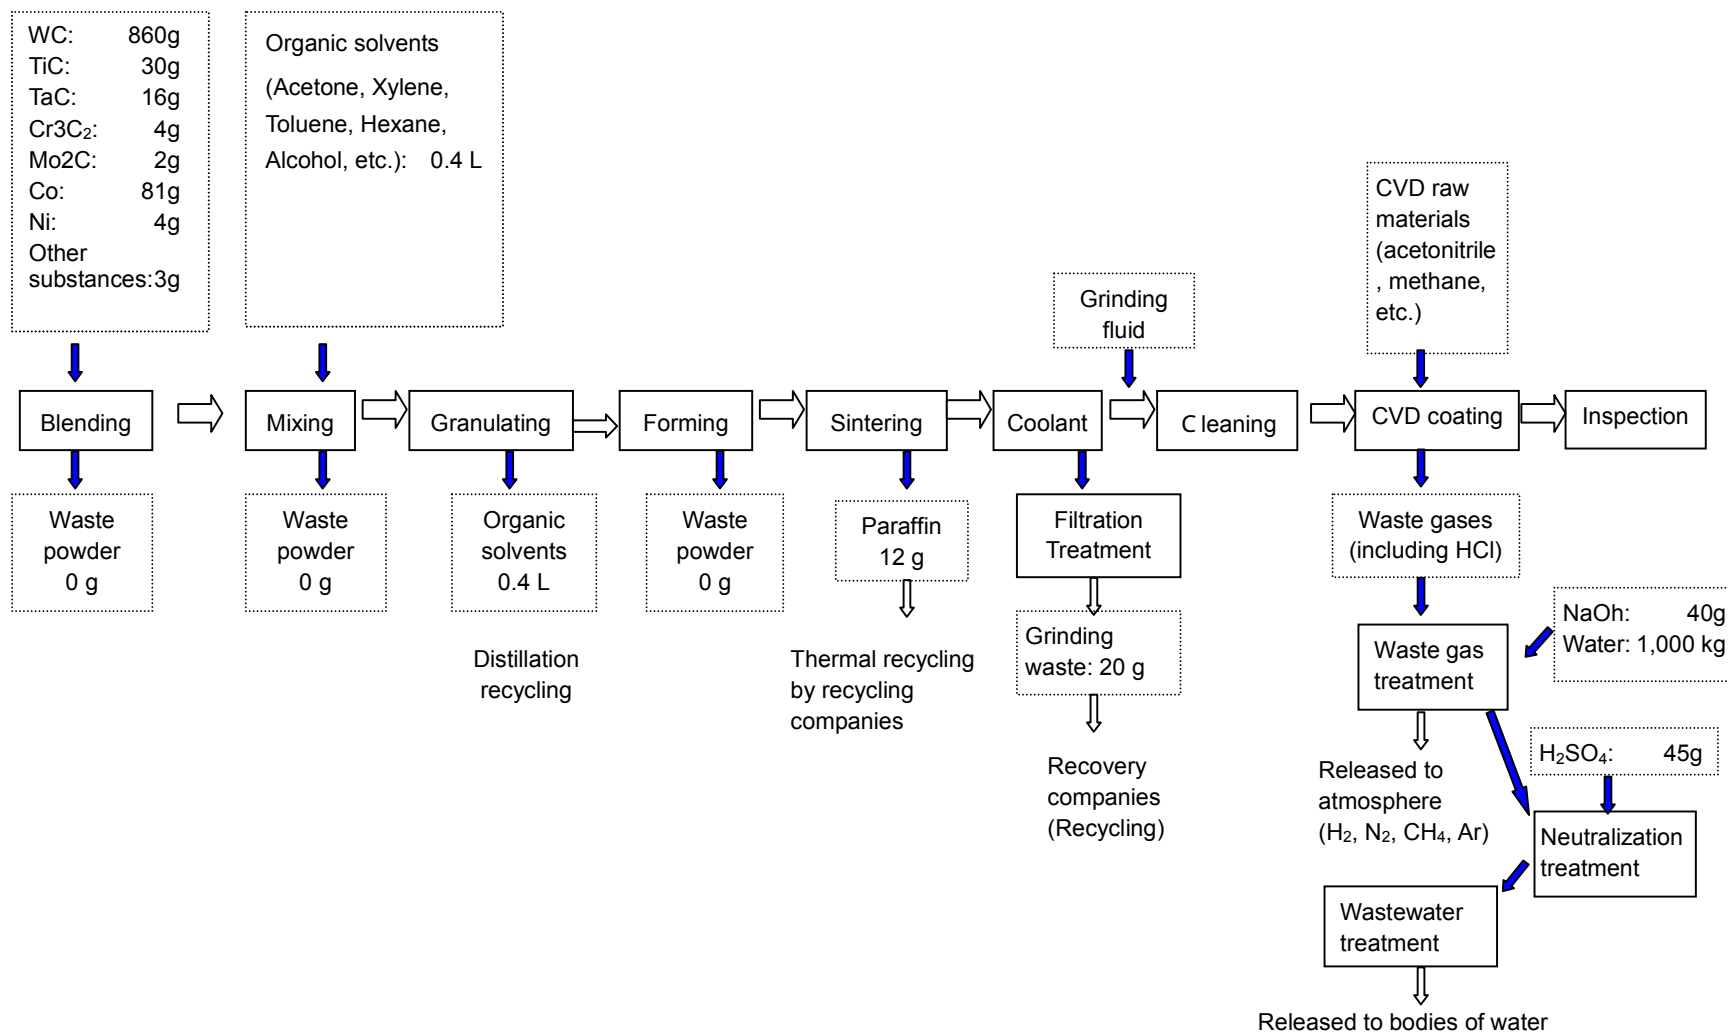 WC: 860g
TiC: 30g
TaC: 16g
Cr3C₂: 4g
Mo2C: 2g
Co: 81g
Ni: 4g
Other
substances:3g
Organic solvents
(Acetone, Xylene,
Toluene, Hexane,
Alcohol, etc.): 0.4 L
Grinding
fluid
CVD raw
materials
(acetonitrile
, methane,
etc.)
Blending
Mixing
Granulating
Forming
Sintering
Coolant
Cleaning
CVD coating
Inspection
Waste
powder
0 g
Waste
powder
0 g
Organic
solvents
0.4 L
Distillation
recycling
Waste
powder
0 g
Paraffin
12 g
Thermal recycling
by recycling
companies
Filtration
Treatment
Grinding
waste: 20 g
Recovery
companies
(Recycling)
Waste gases
(including HCl)
NaOh: 40g
Water: 1,000 kg
Waste gas
treatment
H₂SO₄: 45g
Released to
atmosphere
(H₂, N₂, CH₄, Ar)
Neutralization
treatment
Wastewater
treatment
Released to bodies of water